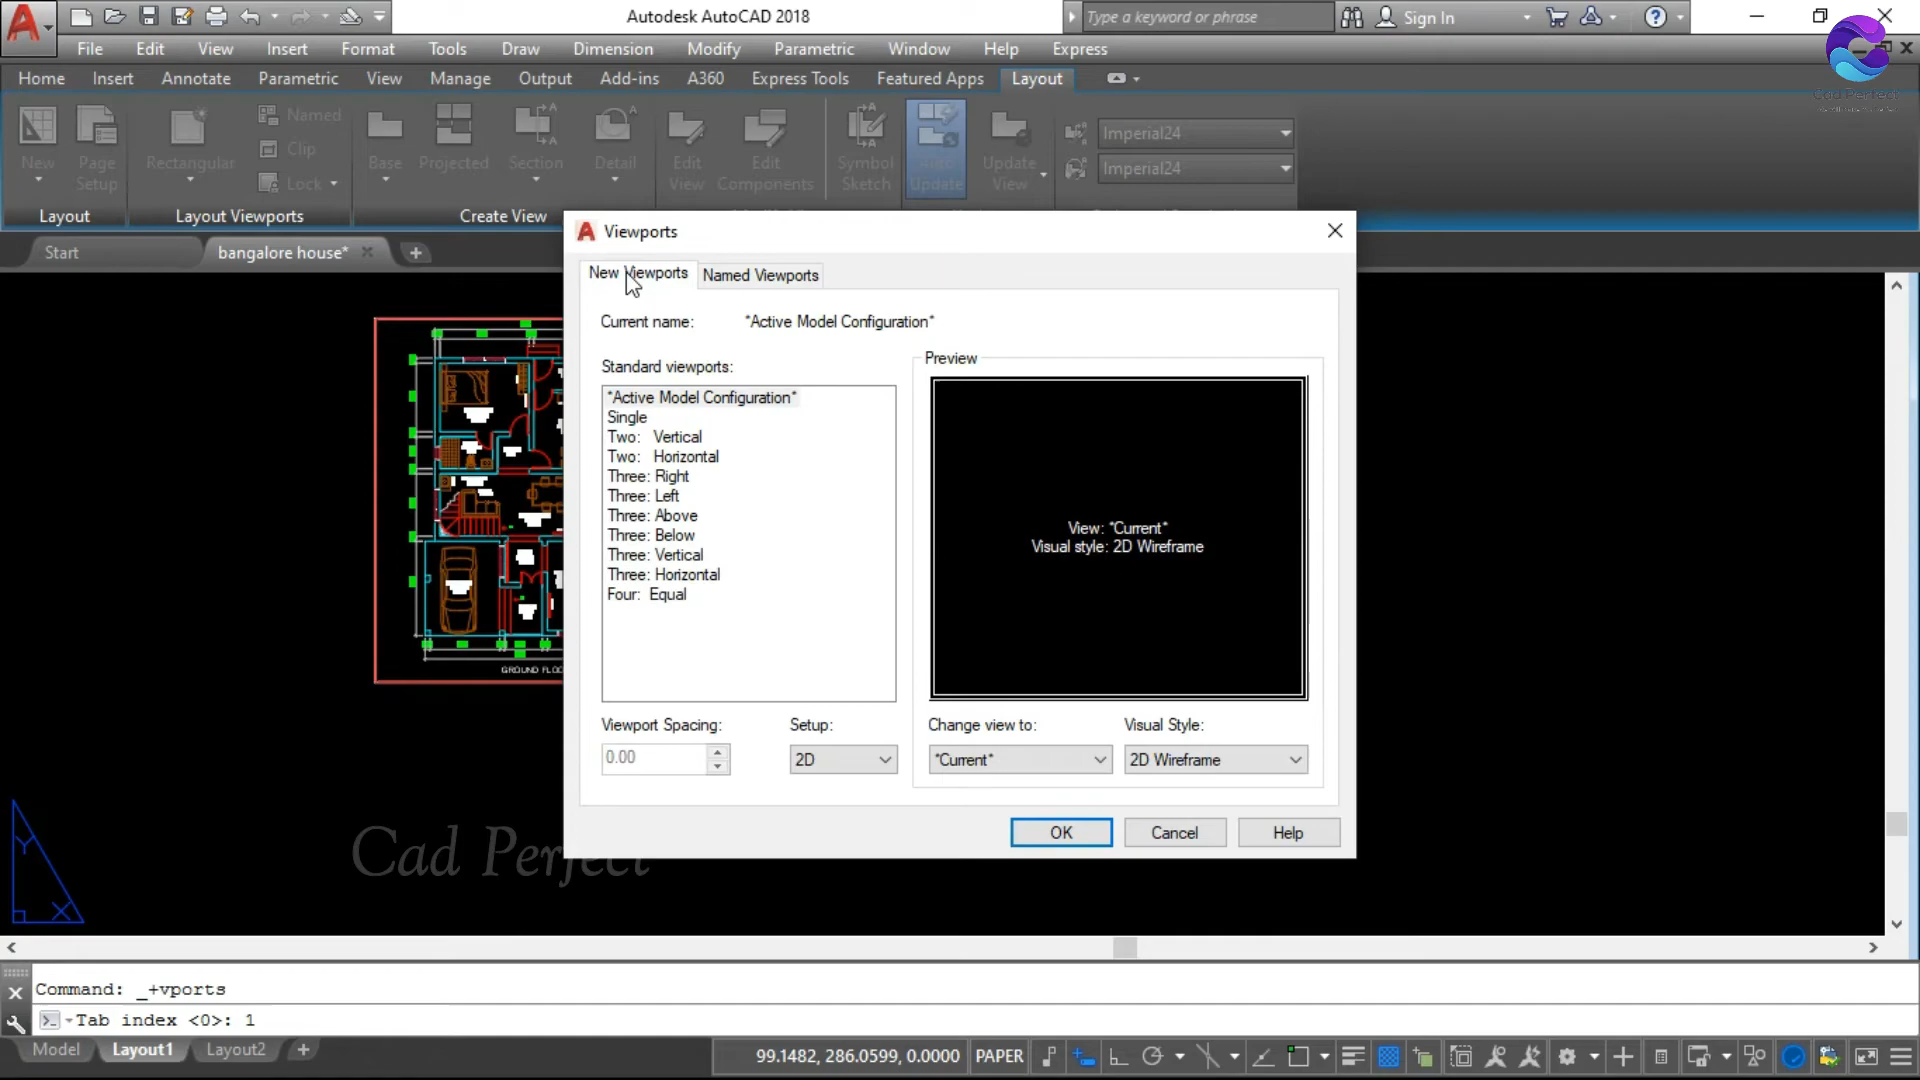 Autodesk AutoCAD 2018
Type a keyword or phrase
Sign In
File Edit View Insert Format Tools Draw Dimension Modify Parametric Window Help Express
Home Insert Annotate Parametric View Manage Output Add-ins A360 Express Tools Featured Apps Layout
Cad Perfect
New
Page Setup
Rectangular
Named
Clip
Lock
Base
Projected
Section
Detail
Edit View
Edit Components
Symbol Sketch
Auto Update
Update View
Imperial24
Imperial24
Layout
Layout Viewports
Create View
Start
bangalore house*
Viewports
New Viewports
Named Viewports
Current name: *Active Model Configuration*
Standard viewports:
*Active Model Configuration*
Single
Two: Vertical
Two: Horizontal
Three: Right
Three: Left
Three: Above
Three: Below
Three: Vertical
Three: Horizontal
Four: Equal
Preview
View: *Current*
Visual style: 2D Wireframe
Viewport Spacing:
0.00
Setup:
2D
Change view to:
*Current*
Visual Style:
2D Wireframe
OK
Cancel
Help
Y
X
Cad Perfect
Command: _+vports
Tab index <0>: 1
Model
Layout1
Layout2
99.1482, 286.0599, 0.0000
PAPER